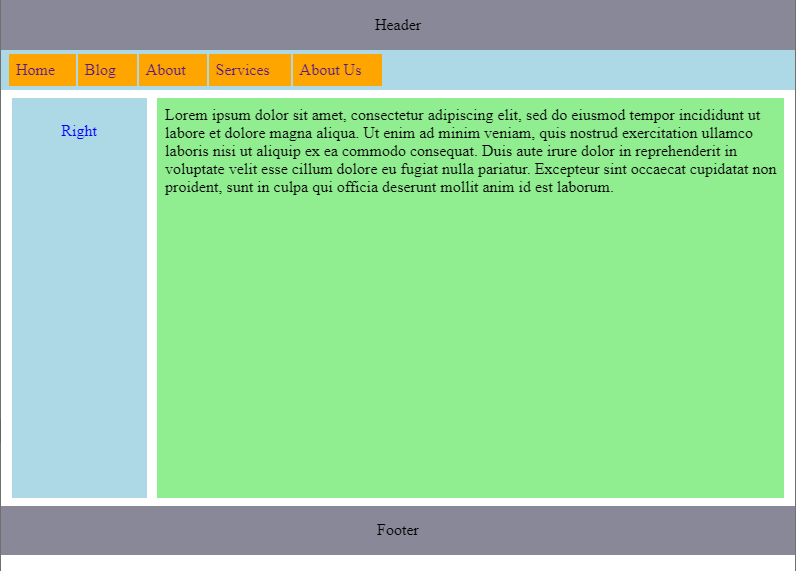 Header
Home Blog About Services About Us
Right
Lorem ipsum dolor sit amet, consectetur adipiscing elit, sed do eiusmod tempor incididunt ut
labore et dolore magna aliqua. Ut enim ad minim veniam, quis nostrud exercitation ullamco
laboris nisi ut aliquip ex ea commodo consequat. Duis aute irure dolor in reprehenderit in
voluptate velit esse cillum dolore eu fugiat nulla pariatur. Excepteur sint occaecat cupidatat non
proident, sunt in culpa qui officia deserunt mollit anim id est laborum.
Footer